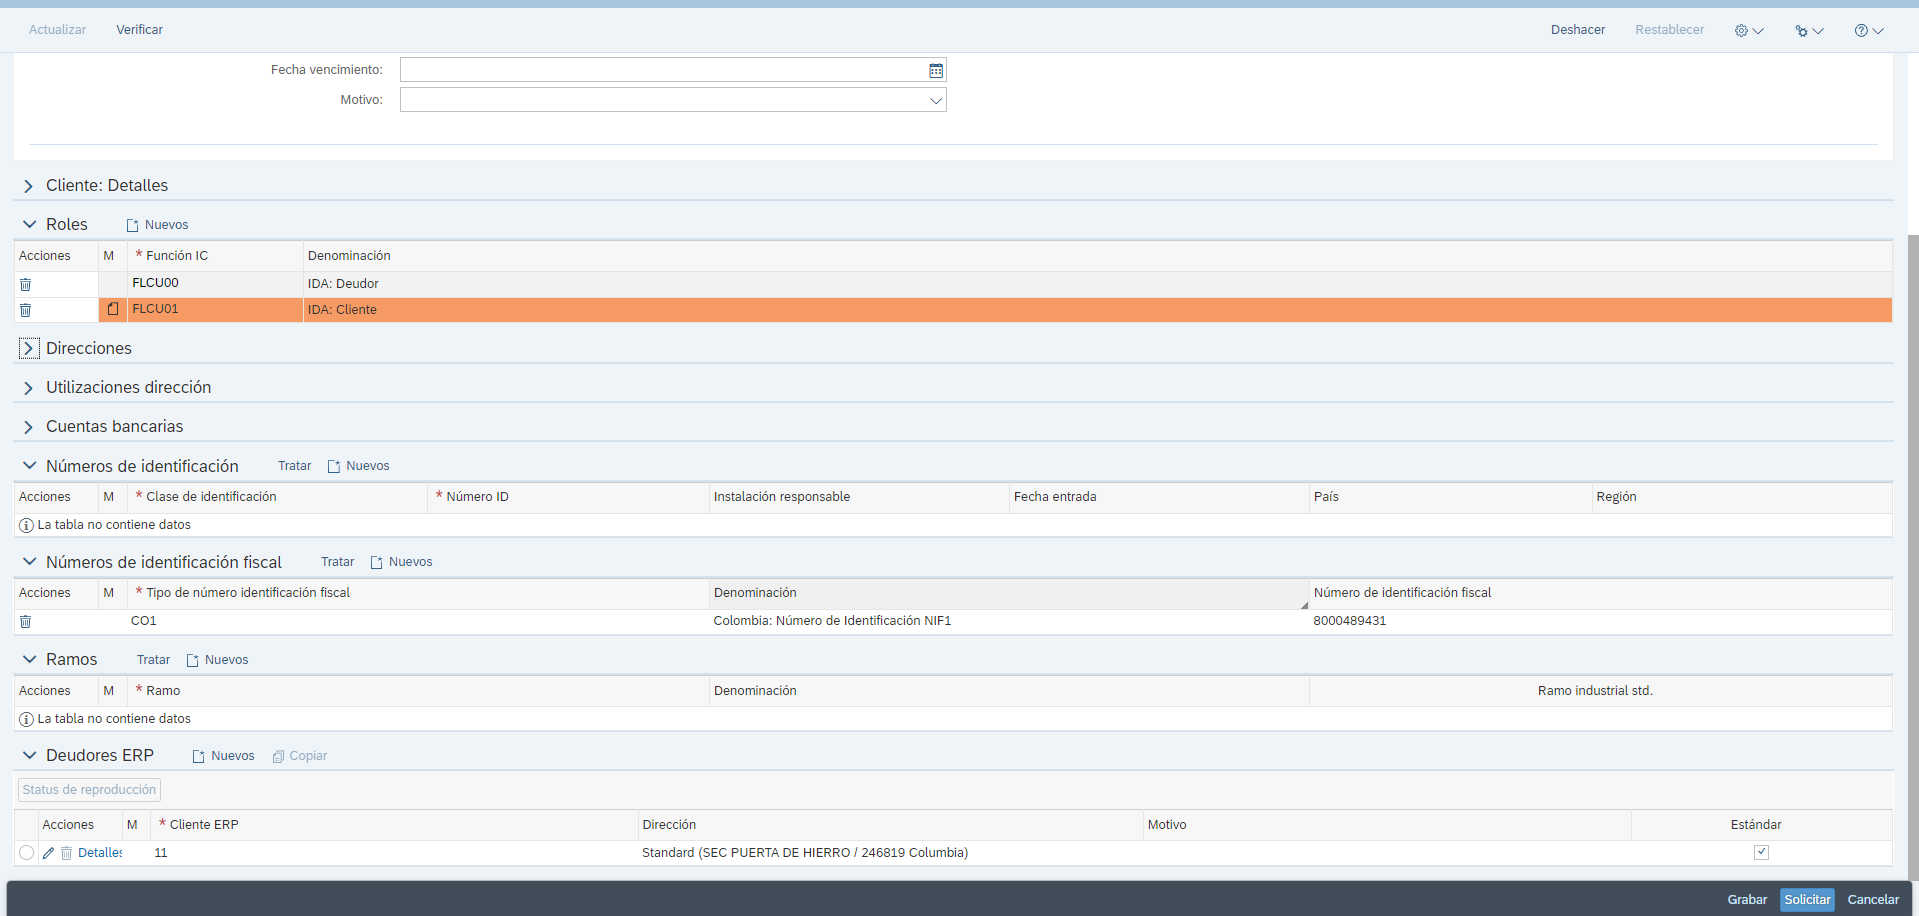 Actualizar Verificar Deshacer Restablecer
Fecha vencimiento:
Motivo:
Cliente: Detalles
Roles Nuevos
Acciones M * Función IC Denominación
FLCU00 IDA: Deudor
FLCU01 IDA: Cliente
Direcciones
Utilizaciones dirección
Cuentas bancarias
Números de identificación Tratar Nuevos
Acciones M * Clase de identificación * Número ID Instalación responsable Fecha entrada País Región
La tabla no contiene datos
Números de identificación fiscal Tratar Nuevos
Acciones M * Tipo de número identificación fiscal Denominación Número de identificación fiscal
CO1 Colombia: Número de Identificación NIF1 8000489431
Ramos Tratar Nuevos
Acciones M * Ramo Denominación Ramo industrial std.
La tabla no contiene datos
Deudores ERP Nuevos Copiar
Status de reproducción
Acciones M * Cliente ERP Dirección Motivo Estándar
Detalles 11 Standard (SEC PUERTA DE HIERRO / 246819 Columbia)
Grabar Solicitar Cancelar